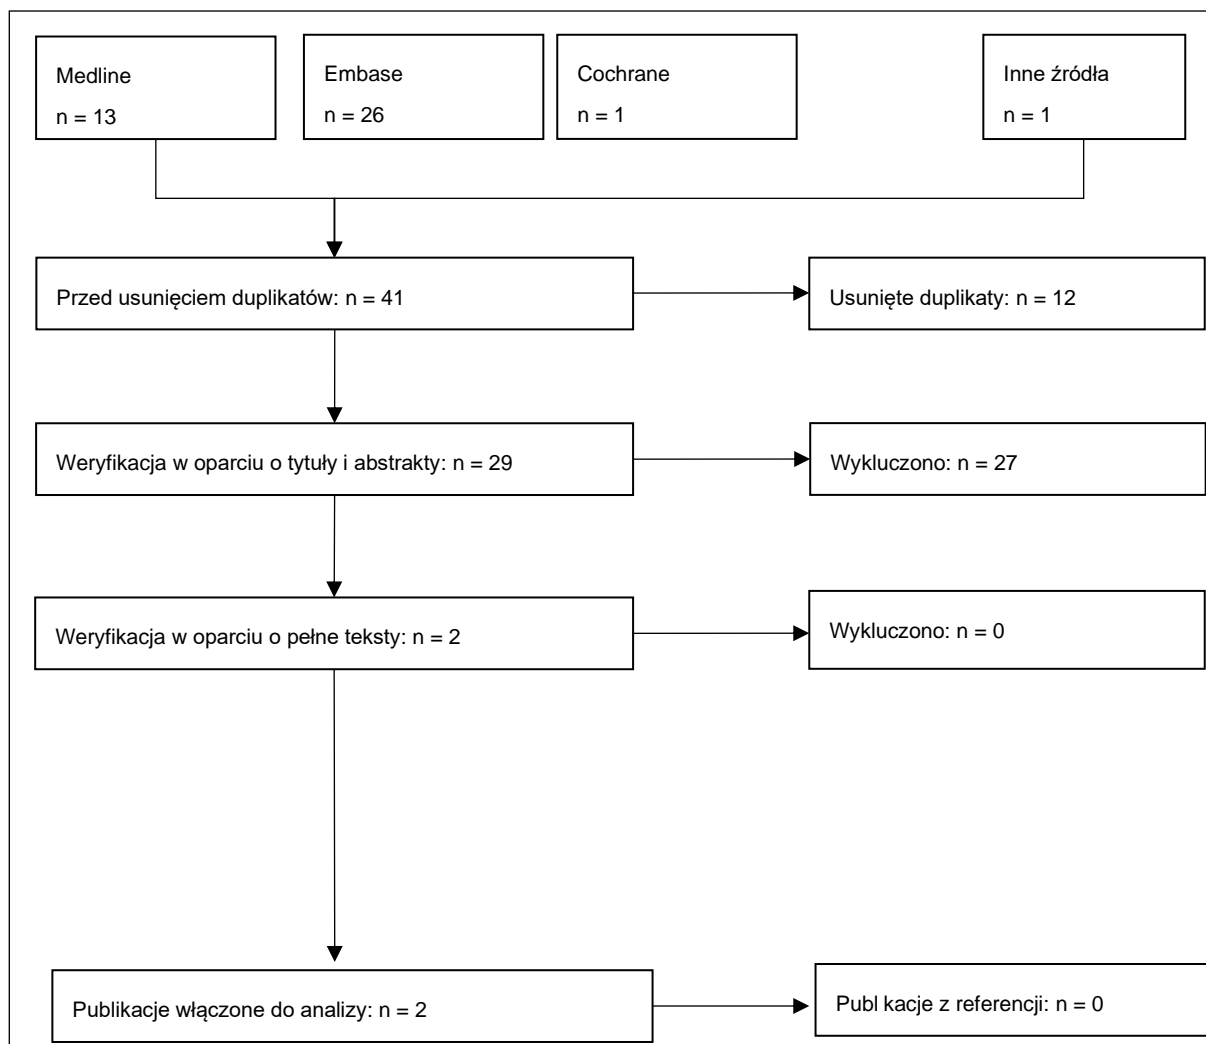 Medline
n = 13
Embase
n = 26
Cochrane
n = 1
Inne źródła
n = 1
Przed usunięciem duplikatów: n = 41
Usunięte duplikaty: n = 12
Weryfikacja w oparciu o tytuły i abstrakty: n = 29
Wykluczono: n = 27
Weryfikacja w oparciu o pełne teksty: n = 2
Wykluczono: n = 0
Publikacje włączone do analizy: n = 2
Publ kacje z referencji: n = 0